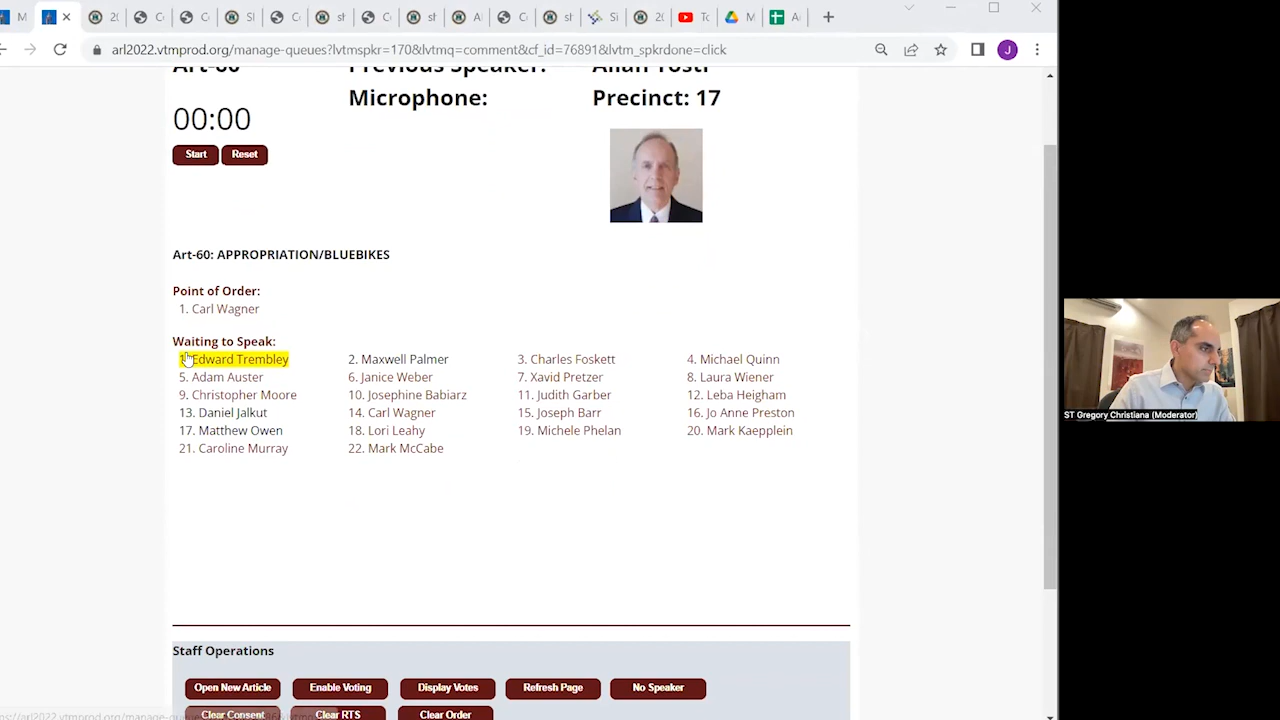 arl2022.vtmprod.org/manage-queues?lvtmspkr=170&lvtmq=comment&cf_id=76891&lvtm_spkrdone=click
Art-60 Previous Speaker: Allan Tosti
Microphone: Precinct: 17
00:00
Start Reset
Art-60: APPROPRIATION/BLUEBIKES
Point of Order:
1. Carl Wagner
Waiting to Speak:
1. Edward Trembley 2. Maxwell Palmer 3. Charles Foskett 4. Michael Quinn
5. Adam Auster 6. Janice Weber 7. Xavid Pretzer 8. Laura Wiener
9. Christopher Moore 10. Josephine Babiarz 11. Judith Garber 12. Leba Heigham
13. Daniel Jalkut 14. Carl Wagner 15. Joseph Barr 16. Jo Anne Preston
17. Matthew Owen 18. Lori Leahy 19. Michele Phelan 20. Mark Kaepplein
21. Caroline Murray 22. Mark McCabe
ST Gregory Christiana (Moderator)
Staff Operations
Open New Article Enable Voting Display Votes Refresh Page No Speaker
Clear Consent Clear RTS Clear Order